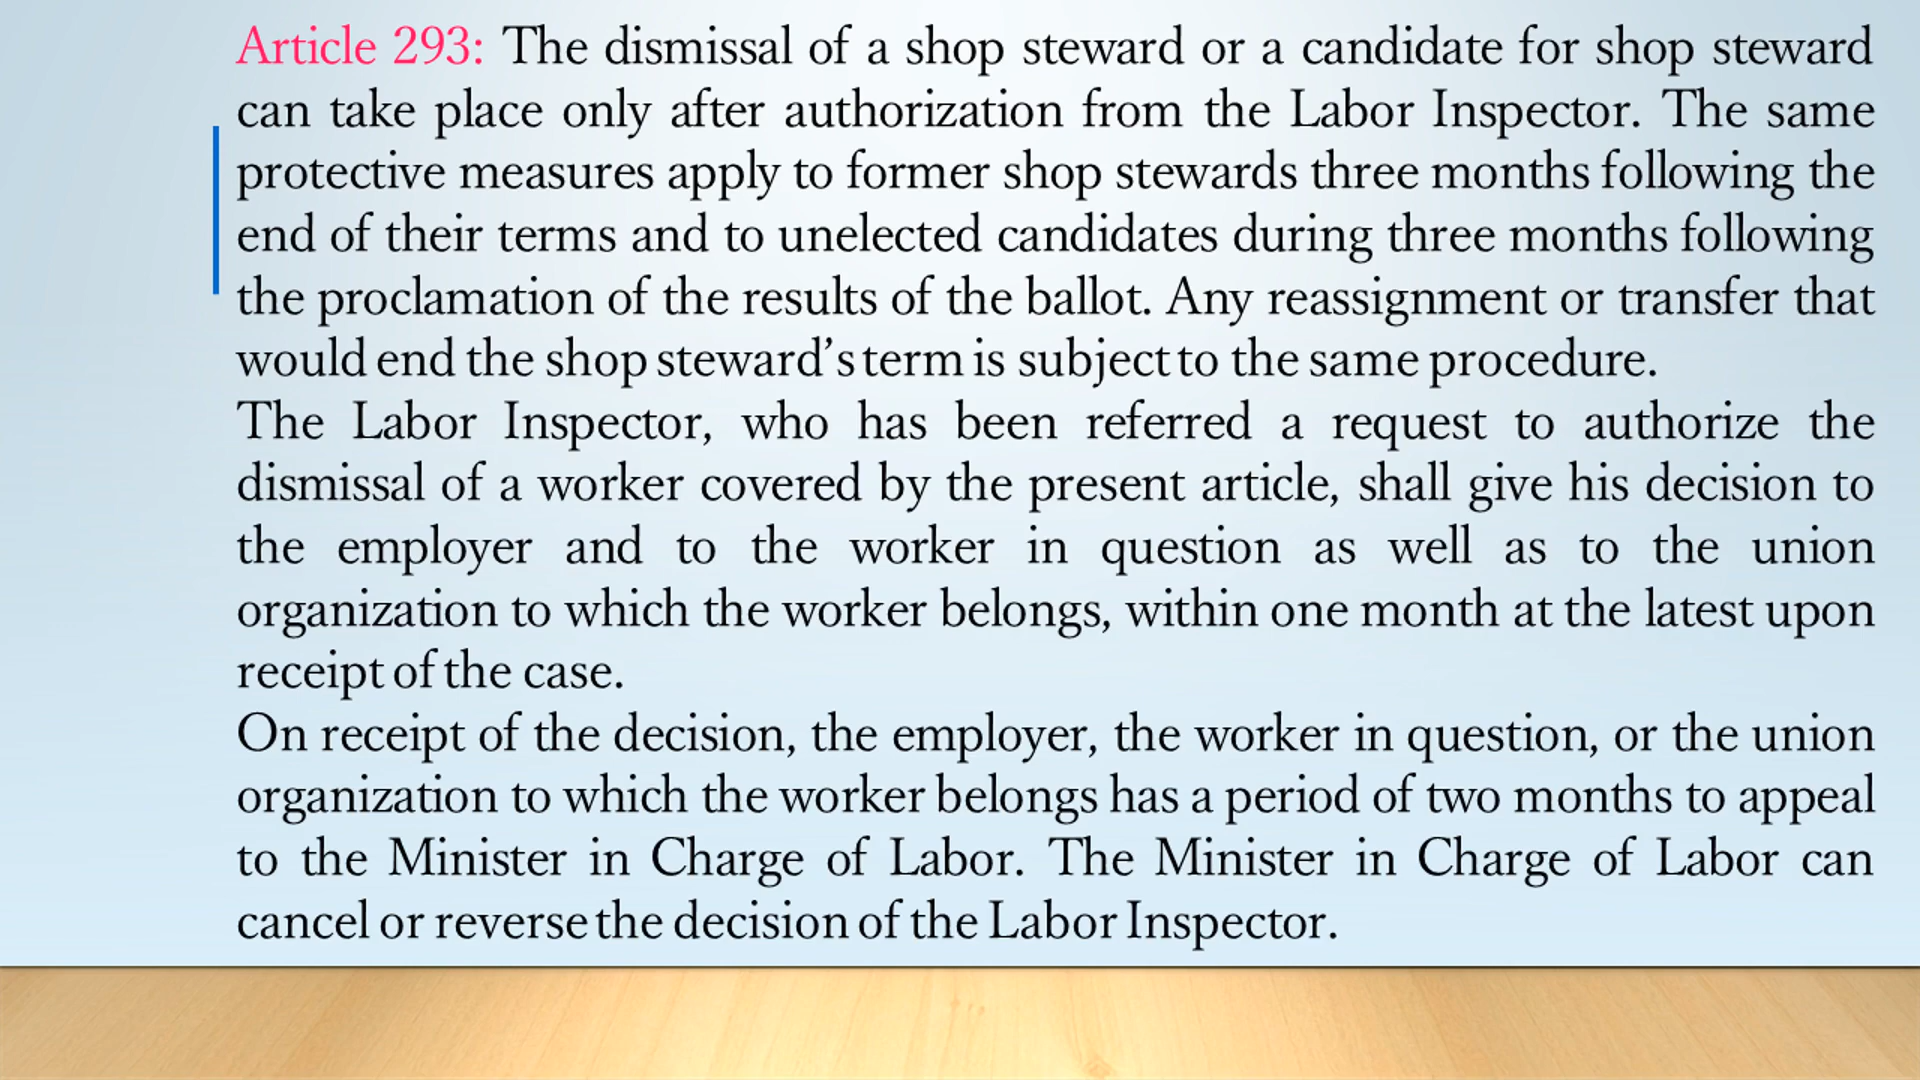 Article 293: The dismissal of a shop steward or a candidate for shop steward
can take place only after authorization from the Labor Inspector. The same
protective measures apply to former shop stewards three months following the
end of their terms and to unelected candidates during three months following
the proclamation of the results of the ballot. Any reassignment or transfer that
would end the shop steward’s term is subject to the same procedure.
The Labor Inspector, who has been referred a request to authorize the
dismissal of a worker covered by the present article, shall give his decision to
the employer and to the worker in question as well as to the union
organization to which the worker belongs, within one month at the latest upon
receipt of the case.
On receipt of the decision, the employer, the worker in question, or the union
organization to which the worker belongs has a period of two months to appeal
to the Minister in Charge of Labor. The Minister in Charge of Labor can
cancel or reverse the decision of the Labor Inspector.